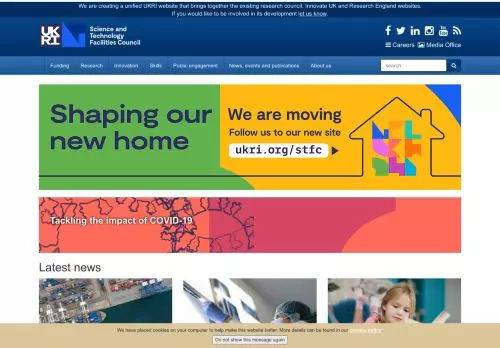 We are creating a unified UKRI website that brings together the existing research council, Innovate UK and Research England websites.
If you would like to be involved in its development let us know.
UK
RI
Science and
Technology
Facilities Council
Careers Media Office
Funding Research Innovation Skills Public engagement News, events and publications About us
search
Shaping our
new home
We are moving
Follow us to our new site
ukri.org/stfc
Tackling the impact of COVID-19
Latest news
We have placed cookies on your computer to help make this website better. More details can be found in our privacy policy
Do not show this message again